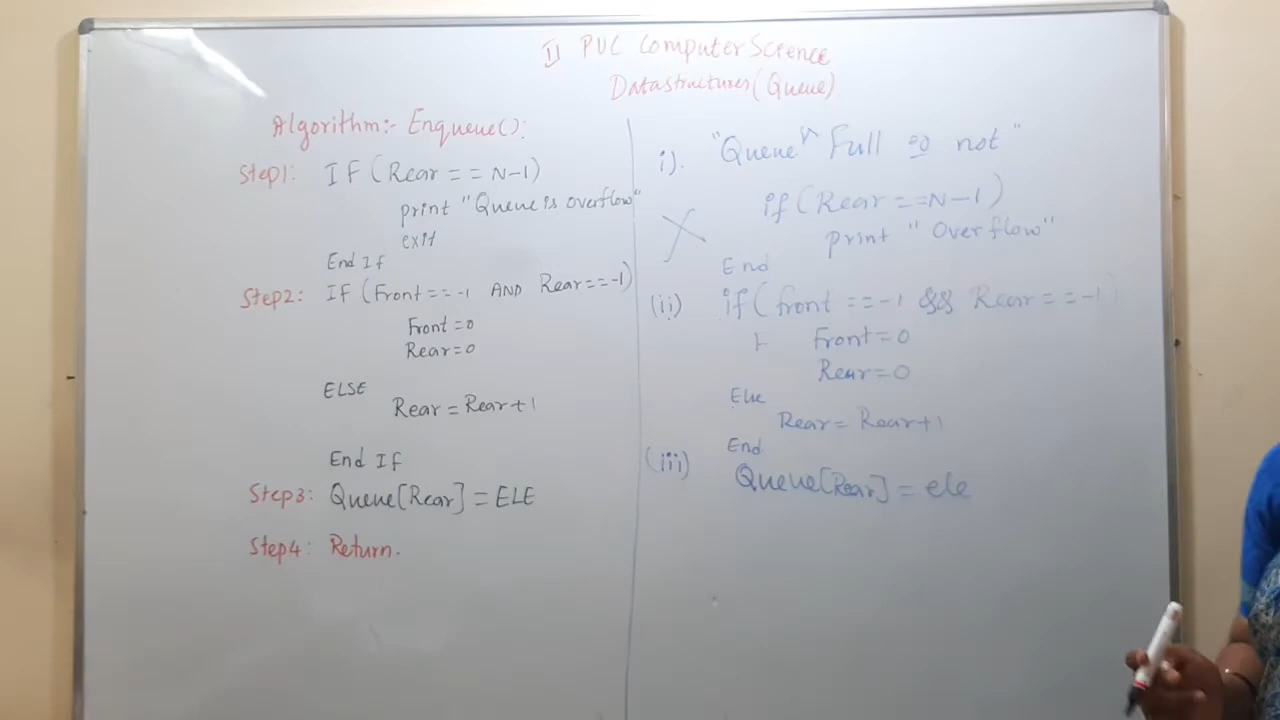 II PUC Computer Science
Datastructures (Queue)
Algorithm:- Enqueue():
Step1: IF (Rear == N-1)
print "Queue is overflow"
exit
End If
Step2: IF (Front == -1 AND Rear == -1)
Front = 0
Rear = 0
ELSE
Rear = Rear + 1
End IF
Step3: Queue[Rear] = ELE
Step4: Return.
i). "Queue Full or not"
if (Rear == N-1)
print "Overflow"
End
(ii) if (front == -1 && Rear == -1)
Front = 0
Rear = 0
Else
Rear = Rear + 1
End
(iii) Queue[Rear] = ele